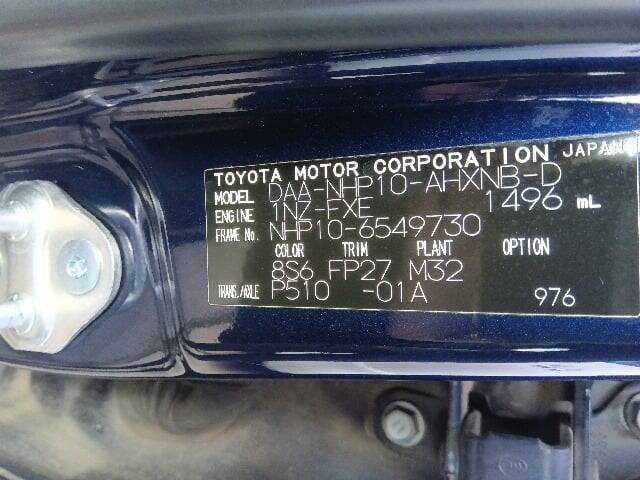 TOYOTA MOTOR CORPORATION JAPAN
MODEL DAA-NHP10-AHXNB-D
ENGINE 1NZ-FXE 1496 mL
FRAME No. NHP10-6549730
COLOR TRIM PLANT OPTION
8S6 FP27 M32
TRANS./AXLE P510 -01A 976